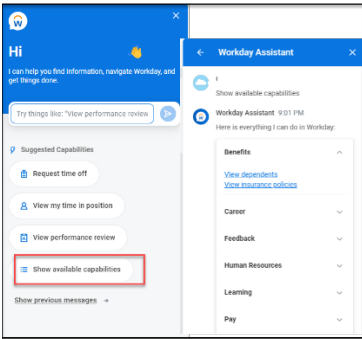 Hi
I can help you find information, navigate Workday, and
get things done.
Try things like: "View performance review
Suggested Capabilities
Request time off
View my time in position
View performance review
Show available capabilities
Show previous messages
Workday Assistant
Show available capabilities
Workday Assistant 9:01 PM
Here is everything I can do in Workday:
Benefits
View dependents
View insurance policies
Career
Feedback
Human Resources
Learning
Pay